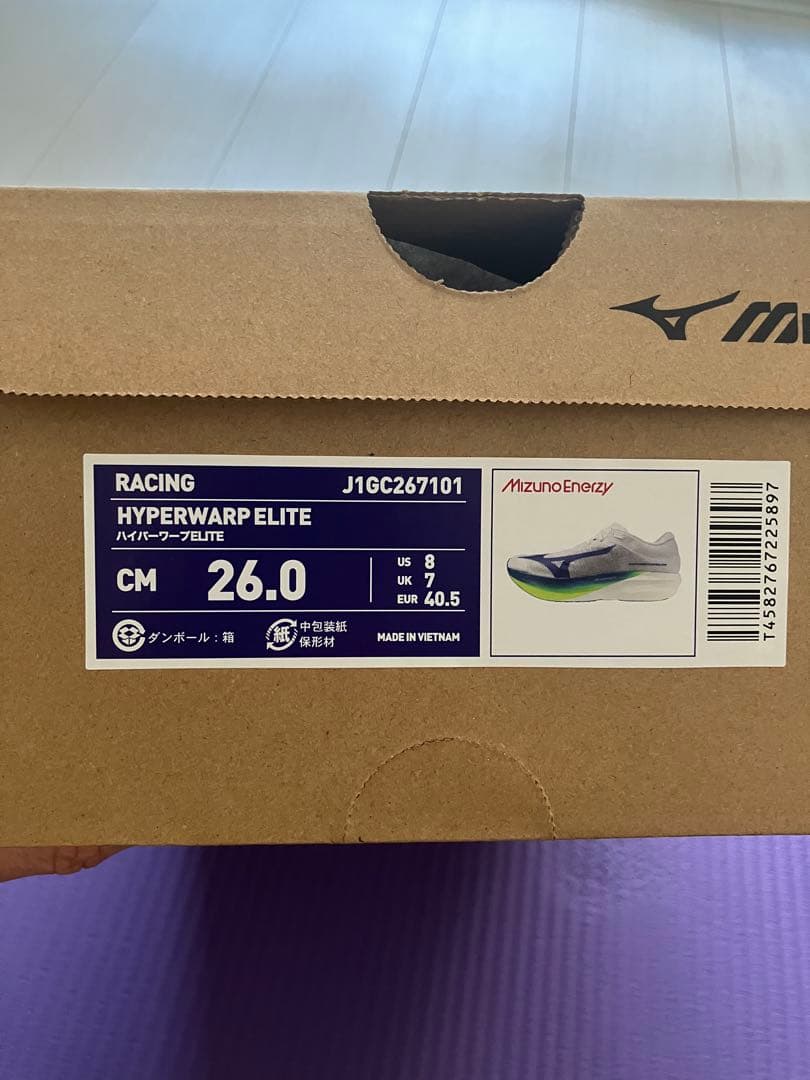 RACING
J1GC267101
HYPERWARP ELITE
ハイパーワープELITE
CM 26.0
US 8
UK 7
EUR 40.5
ダンボール：箱
紙
中包装紙
保形材
MADE IN VIETNAM
MizunoEnerzy
T4582767225897